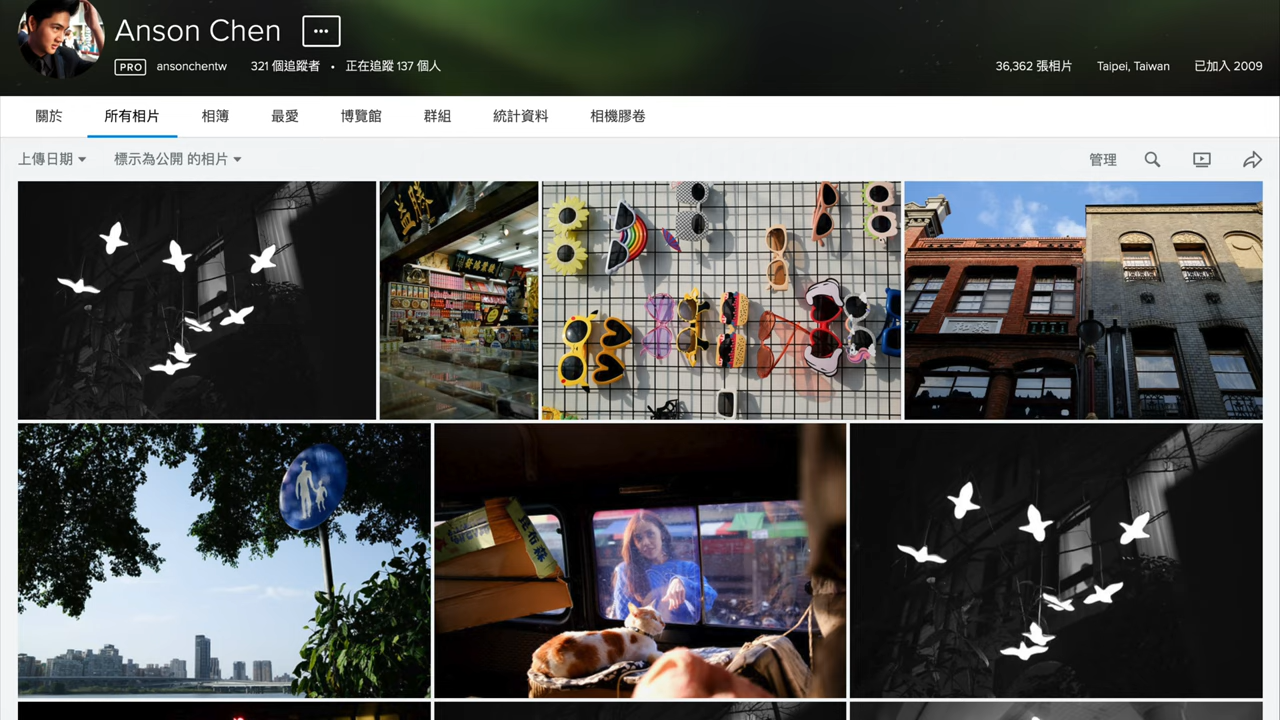 Anson Chen
PRO ansonchentw 321 個追蹤者 • 正在追蹤 137 個人 36,362 張相片 Taipei, Taiwan 已加入 2009
關於 所有相片 相簿 最愛 博覽館 群組 統計資料 相機膠卷
上傳日期 標示為公開 的相片 管理